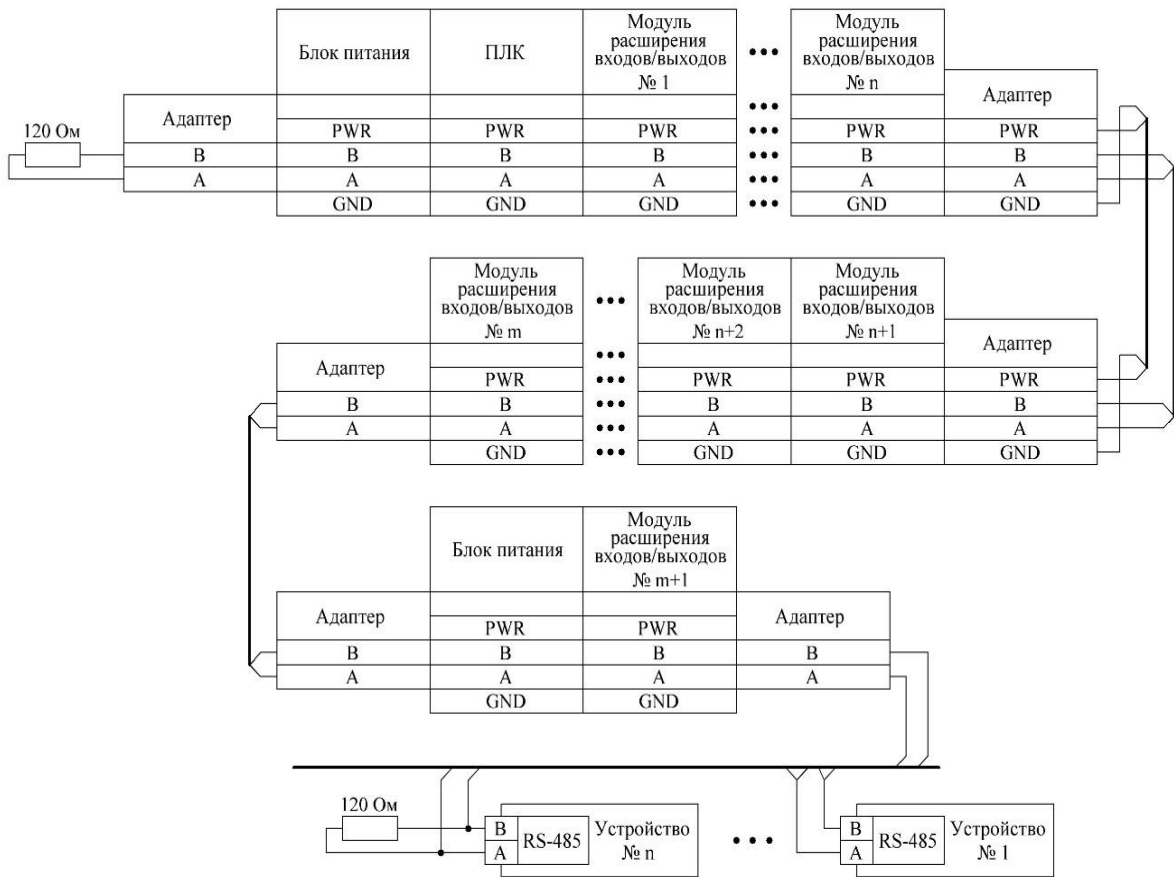 Блок питания
ПЛК
Модуль
расширения
входов/выходов
№ 1
Модуль
расширения
входов/выходов
№ n
Адаптер
Адаптер
120 Ом
PWR PWR PWR PWR PWR
B B B B B B
A A A A A A
GND GND GND GND GND
Модуль
расширения
входов/выходов
№ m
Модуль
расширения
входов/выходов
№ n+2
Модуль
расширения
входов/выходов
№ n+1
Адаптер
Адаптер
PWR PWR PWR PWR
B B B B B
A A A A A
GND GND GND GND
Блок питания
Модуль
расширения
входов/выходов
№ m+1
Адаптер
Адаптер
PWR PWR
B B B B
A A A A
GND GND
120 Ом
B
A
RS-485
Устройство
№ n
B
A
RS-485
Устройство
№ 1